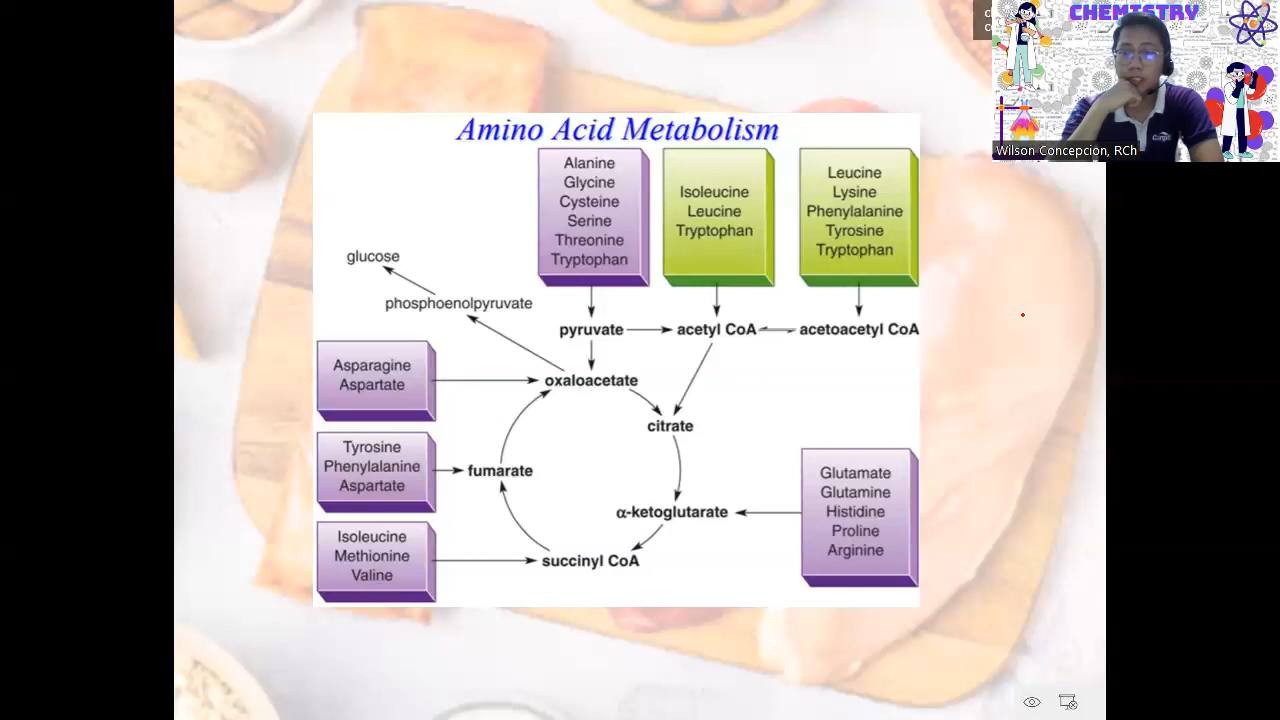 CHEMISTRY
Wilson Concepcion, RCh
Amino Acid Metabolism
Alanine
Glycine
Cysteine
Serine
Threonine
Tryptophan
Isoleucine
Leucine
Tryptophan
Leucine
Lysine
Phenylalanine
Tyrosine
Tryptophan
glucose
phosphoenolpyruvate
pyruvate
acetyl CoA
acetoacetyl CoA
Asparagine
Aspartate
oxaloacetate
citrate
Tyrosine
Phenylalanine
Aspartate
fumarate
Glutamate
Glutamine
Histidine
Proline
Arginine
α-ketoglutarate
Isoleucine
Methionine
Valine
succinyl CoA